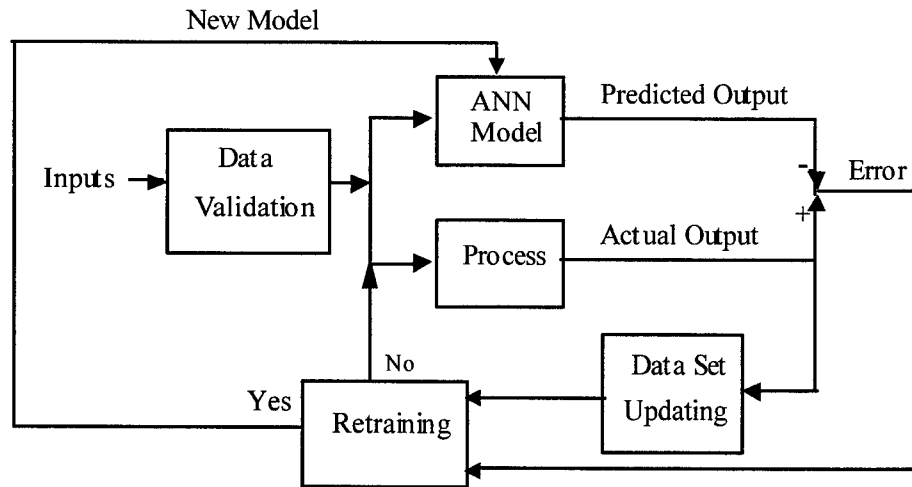 New Model
ANN
Model
Predicted Output
Data
Validation
Inputs
-
Error
+
Process
Actual Output
No
Data Set
Updating
Yes
Retraining